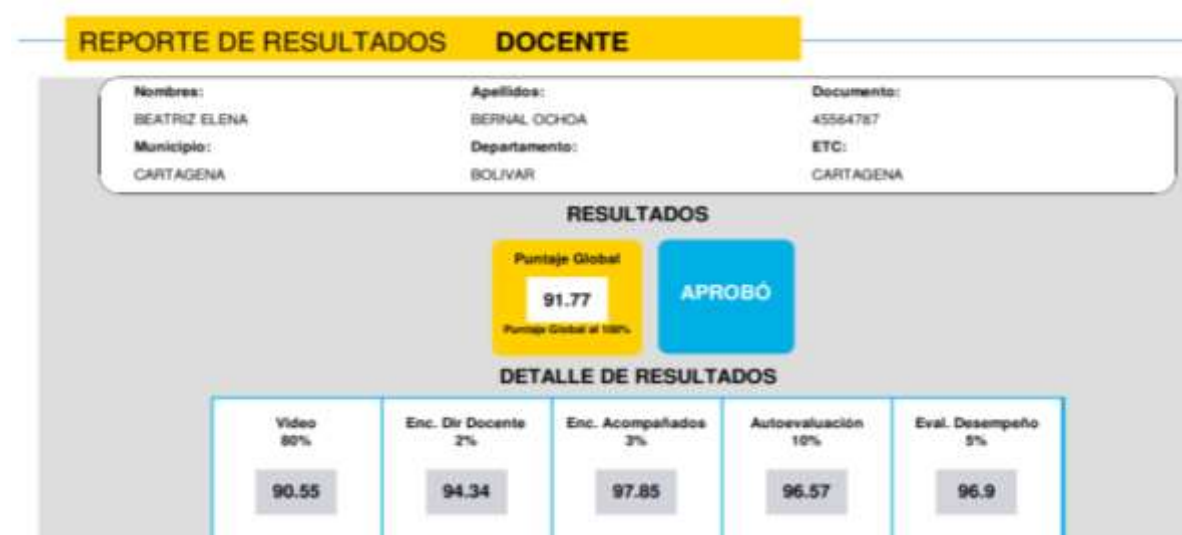 REPORTE DE RESULTADOS DOCENTE
Nombres: Apellidos: Documento:
BEATRIZ ELENA BERNAL OCHOA 45564787
Municipio: Departamento: ETC:
CARTAGENA BOLIVAR CARTAGENA
RESULTADOS
Puntaje Global
91.77
Puntaje Global al 100%
APROBÓ
DETALLE DE RESULTADOS
Video Enc. Dir Docente Enc. Acompañados Autoevaluación Eval. Desempeño
80% 2% 3% 10% 5%
90.55 94.34 97.85 96.57 96.9